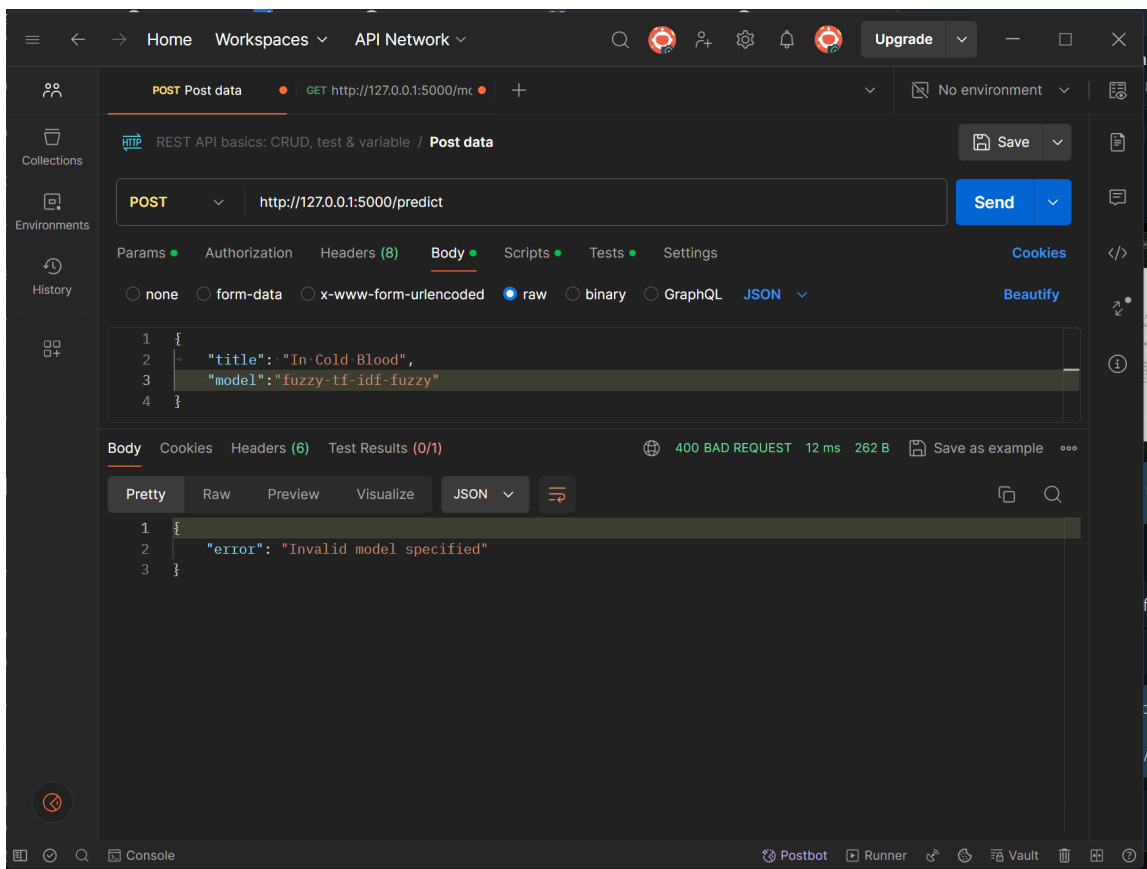 Home Workspaces API Network Upgrade
POST Post data GET http://127.0.0.1:5000/mc No environment
HTTP REST API basics: CRUD, test & variable / Post data Save
Collections
POST http://127.0.0.1:5000/predict Send
Environments
Params Authorization Headers (8) Body Scripts Tests Settings Cookies
History
none form-data x-www-form-urlencoded raw binary GraphQL JSON Beautify
1 {
2 "title": "In Cold Blood",
3 "model":"fuzzy-tf-idf-fuzzy"
4 }
Body Cookies Headers (6) Test Results (0/1) 400 BAD REQUEST 12 ms 262 B Save as example
Pretty Raw Preview Visualize JSON
1 {
2 "error": "Invalid model specified"
3 }
Console Postbot Runner Vault